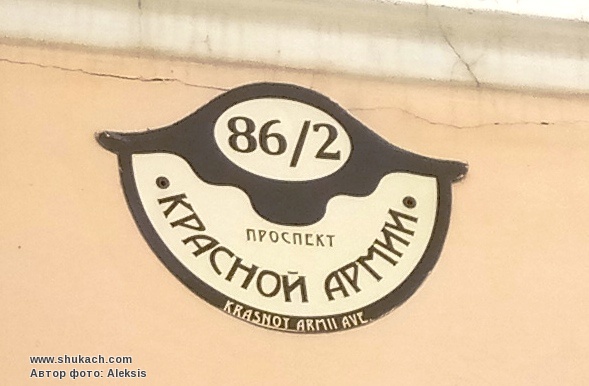 86/2
ПРОСПЕКТ
КРАСНОЙ АРМИИ
KRASNOY ARMII AVE.
www.shukach.com
Автор фото: Aleksis